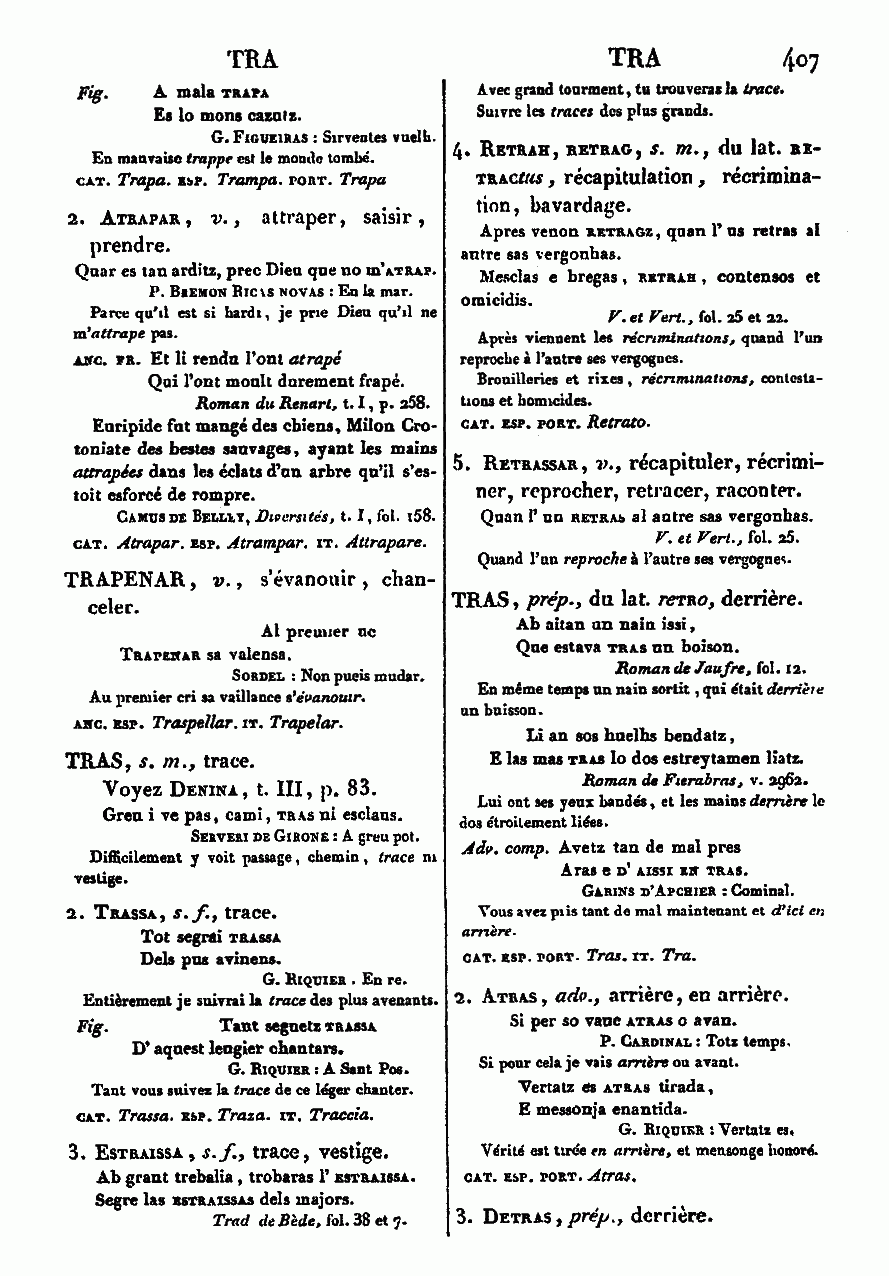 TRA
Fig. A mala TRAPA
Es lo mons cazutz.
G. FIGUEIRAS : Sirventes vuelh.
En mauvaise trappe est le monde tombé.
CAT. Trapa. ESP. Trampa. PORT. Trapa
2. ATRAPAR, v., attraper, saisir,
prendre.
Quar es tan arditz, prec Dieu que no m'ATRAP.
P. BREMON RICAS NOVAS : En la mar.
Parce qu'il est si hardi, je prie Dieu qu'il ne
m'attrape pas.
ANC. FR. Et li rendu l'ont atrapé
Qui l'ont moult durement frapé.
Roman du Renart, t. I, p. 258.
Euripide fut mangé des chiens, Milon Cro-
toniate des bestes sauvages, ayant les mains
attrapées dans les éclats d'un arbre qu'il s'es-
toit esforcé de rompre.
CAMUS DE BELLEY, Diversités, t. I, fol. 158.
CAT. Atrapar. ESP. Atrampar. IT. Attrapare.
TRAPENAR, v., s'évanouir, chan-
celer.
Al premier uc
TRAPENAR sa valensa.
SORDEL : Non pueis mudar.
Au premier cri sa vaillance s'évanouir.
ANC. ESP. Traspellar. IT. Trapelar.
TRAS, s. m., trace.
Voyez DENINA, t. III, p. 83.
Greu i ve pas, cami, TRAS ni esclaus.
SERVERI DE GIRONE : A greu pot.
Difficilement y voit passage, chemin, trace ni
vestige.
2. TRASSA, s. f., trace.
Tot segrai TRASSA
Dels pus avinens.
G. RIQUIER. En re.
Entièrement je suivrai la trace des plus avenants.
Fig. Tant seguetz TRASSA
D' aquest leugier chantars.
G. RIQUIER : A Sant Pos.
Tant vous suivez la trace de ce léger chanter.
CAT. Trassa. ESP. Traza. IT. Traccia.
3. ESTRAISSA, s. f., trace, vestige.
Ab grant trebalia, trobaras l' ESTRAISSA.
Segre las ESTRAISSAS dels majors.
Trad de Bède, fol. 38 et 7.
TRA 407
Avec grand tourment, tu trouveras la trace.
Suivre les traces des plus grands.
4. RETRAH, RETRAG, s. m., du lat. RE-
TRACtus, récapitulation, récrimina-
tion, bavardage.
Apres venon RETRAGZ, quan l' us retras al
autre sas vergonhas.
Mesclas e bregas, RETRAH, contensos et
omicidis.
V. et Vert., fol. 25 et 22.
Après viennent les récriminations, quand l'un
reproche à l'autre ses vergognes.
Brouilleries et rixes, récriminations, contesta-
tions et homicides.
CAT. ESP. PORT. Retrato.
5. RETRASSAR, v., récapituler, récrimi-
ner, reprocher, retracer, raconter.
Quan l' un RETRAS al autre sas vergonhas.
V. et Vert., fol. 25.
Quand l'un reproche à l'autre ses vergognes.
TRAS, prép., du lat. reTRO, derrière.
Ab aitan un nain issi,
Que estava TRAS un boison.
Roman de Jaufre, fol. 12.
En même temps un nain sortit, qui était derrière
un buisson.
Li an sos huelhs bendatz,
E las mas TRAS lo dos estreytamen liatz.
Roman de Fierabras, v. 2962.
Lui ont ses yeux bandés, et les mains derrière le
dos étroitement liées.
Adv. comp. Avetz tan de mal pres
Aras e D' AISSI EN TRAS.
GARINS D'APCHIER : Cominal.
Vous avez pris tant de mal maintenant et d'ici en
arrière.
CAT. ESP. PORT. Tras. IT. Tra.
2. ATRAS, adv., arrière, en arrière.
Si per so vauc ATRAS o avan.
P. CARDINAL : Totz temps.
Si pour cela je vais arrière ou avant.
Vertatz es ATRAS tirada,
E messonja enantida.
G. RIQUIER : Vertatz es.
Vérité est tirée en arrière, et mensonge honoré.
CAT. ESP. PORT. Atras.
3. DETRAS, prép., derrière.